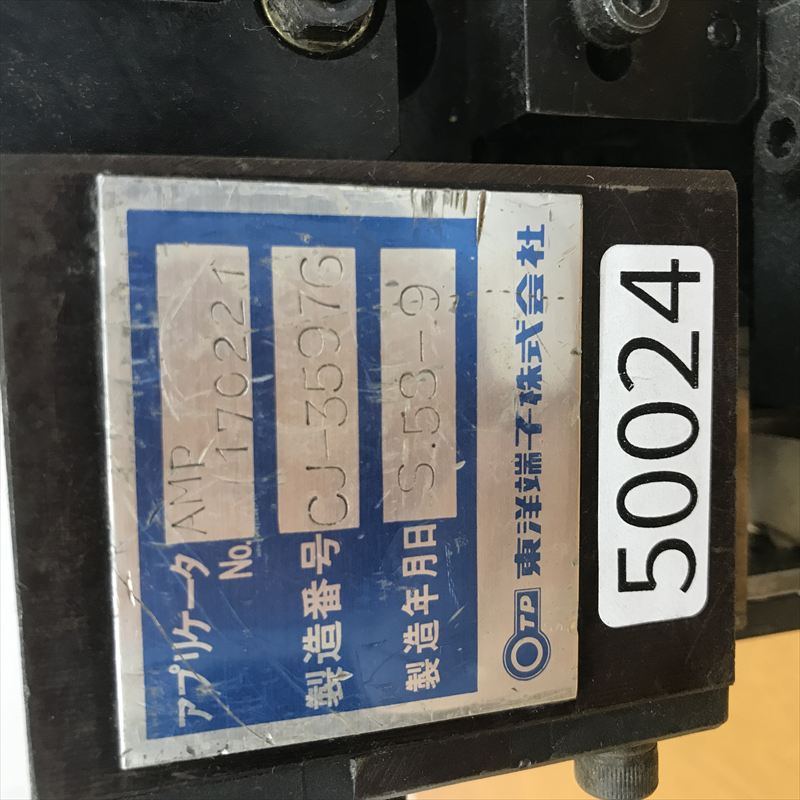 アプリケータ AMP
No. 170221
製造番号 CJ-35976
製造年月日 S.53-9
TP 東洋端子株式会社
50024